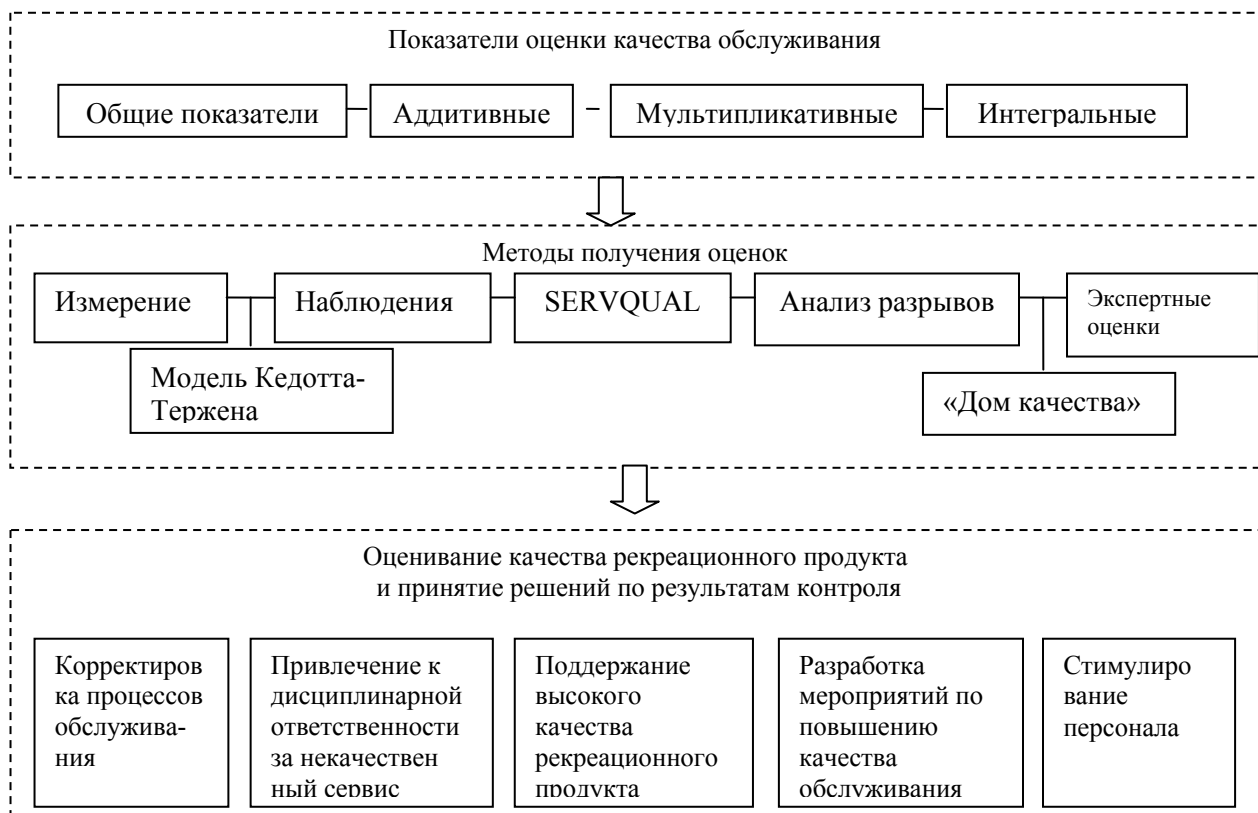 Показатели оценки качества обслуживания
Общие показатели
Аддитивные
Мультипликативные
Интегральные
Методы получения оценок
Измерение
Наблюдения
SERVQUAL
Анализ разрывов
Экспертные
оценки
Модель Кедотта-
Тержена
«Дом качества»
Оценивание качества рекреационного продукта
и принятие решений по результатам контроля
Корректиров
ка процессов
обслужива-
ния
Привлечение к
дисциплинарной
ответственности
за некачествен
ный сервис
Поддержание
высокого
качества
рекреационного
продукта
Разработка
мероприятий по
повышению
качества
обслуживания
Стимулиро
вание
персонала